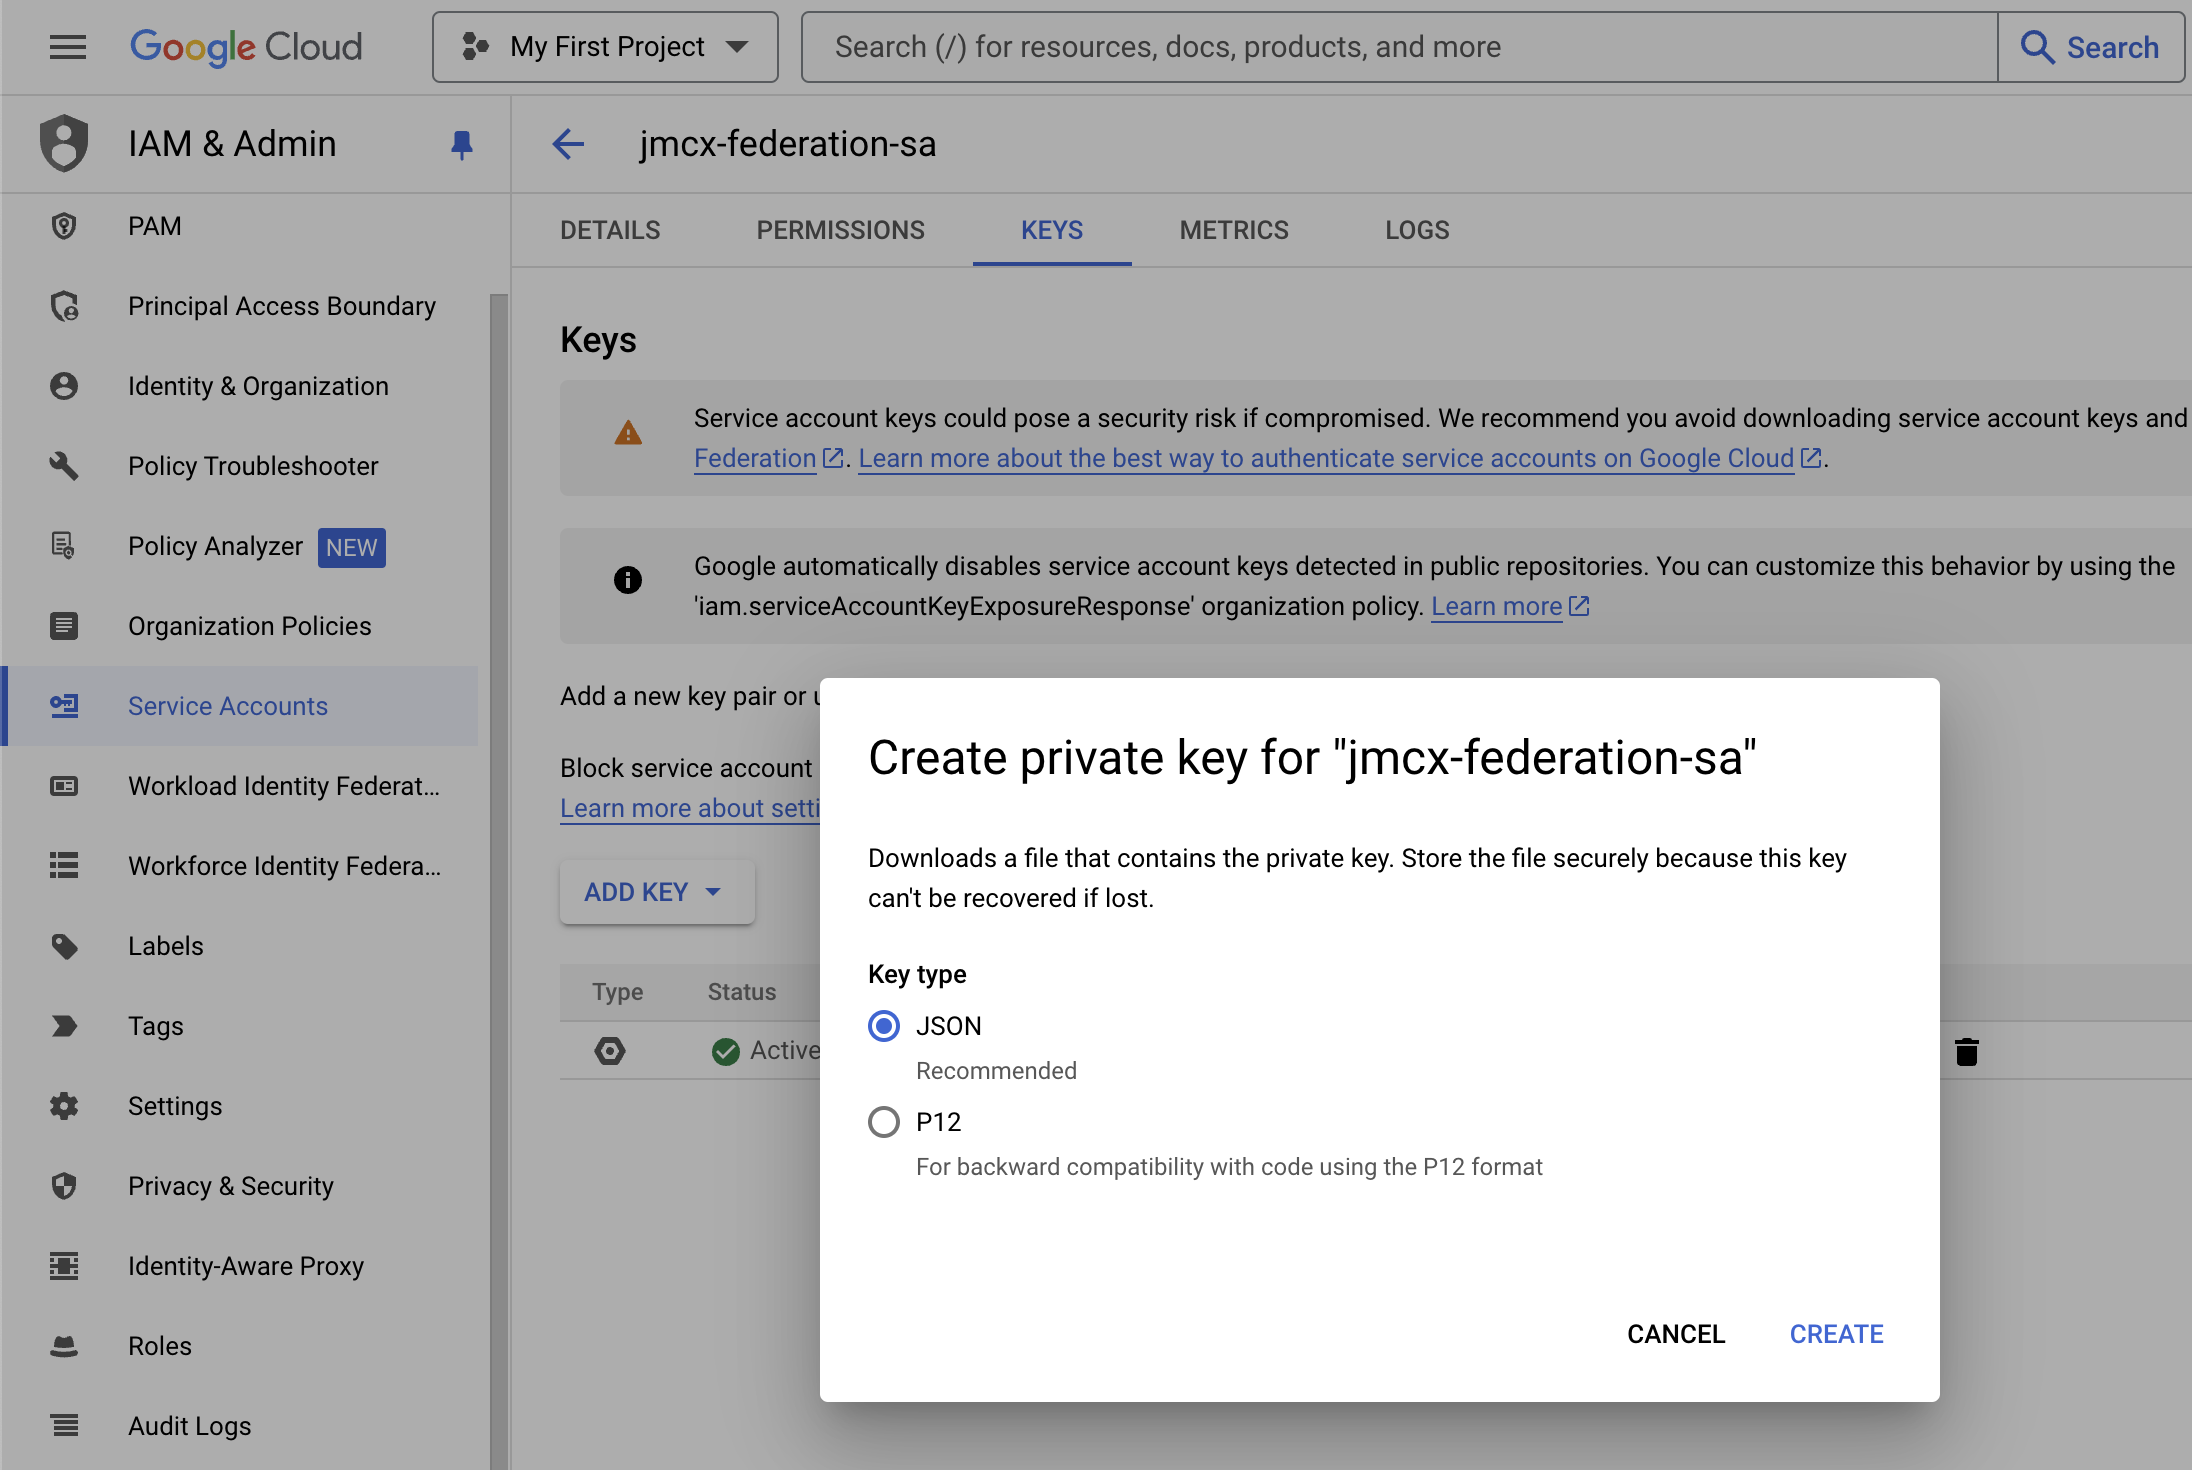 Google Cloud
My First Project
Search (/) for resources, docs, products, and more
Search
IAM & Admin
jmcx-federation-sa
PAM
Principal Access Boundary
Identity & Organization
Policy Troubleshooter
Policy Analyzer NEW
Organization Policies
Service Accounts
Workload Identity Federat...
Workforce Identity Federa...
Labels
Tags
Settings
Privacy & Security
Identity-Aware Proxy
Roles
Audit Logs
DETAILS PERMISSIONS KEYS METRICS LOGS
Keys
Service account keys could pose a security risk if compromised. We recommend you avoid downloading service account keys and
Federation. Learn more about the best way to authenticate service accounts on Google Cloud.
Google automatically disables service account keys detected in public repositories. You can customize this behavior by using the
'iam.serviceAccountKeyExposureResponse' organization policy. Learn more
Add a new key pair or
Block service account
Learn more about setti
ADD KEY
Type Status
Active
Create private key for "jmcx-federation-sa"
Downloads a file that contains the private key. Store the file securely because this key
can't be recovered if lost.
Key type
JSON
Recommended
P12
For backward compatibility with code using the P12 format
CANCEL CREATE